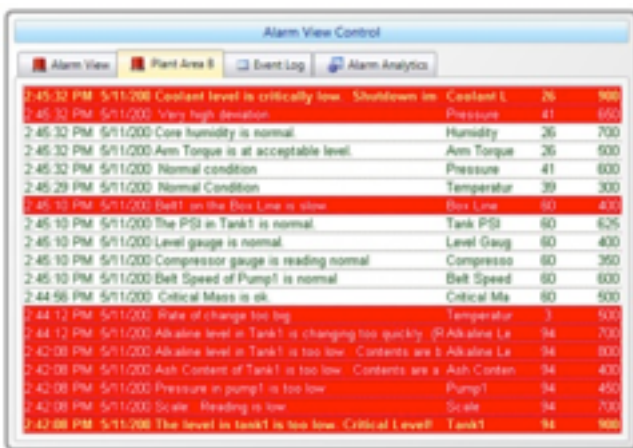 Alarm View Control
Alarm View Plant Area B Event Log Alarm Analytics
2:45:32 PM 5/11/200 Coolant level is critically low. Shutdown im Coolant L 26 900
2:45:32 PM 5/11/200 Very high deviation Pressure 41 650
2:45:32 PM 5/11/200 Core humidity is normal. Humidity 26 700
2:45:32 PM 5/11/200 Arm Torque is at acceptable level. Arm Torque 26 500
2:45:32 PM 5/11/200 Normal condition Pressure 41 600
2:45:29 PM 5/11/200 Normal Condition Temperatur 39 300
2:45:10 PM 5/11/200 Belt1 on the Box Line is slow Box Line 60 400
2:45:10 PM 5/11/200 The PSI in Tank1 is normal. Tank PSI 60 625
2:45:10 PM 5/11/200 Level gauge is normal. Level Gaug 60 400
2:45:10 PM 5/11/200 Compressor gauge is reading normal Compresso 60 350
2:45:10 PM 5/11/200 Belt Speed of Pump1 is normal Belt Speed 60 600
2:44:56 PM 5/11/200 Critical Mass is ok. Critical Ma 60 500
2:44:12 PM 5/11/200 Rate of change too big Temperatur 3 500
2:44:12 PM 5/11/200 Alkaline level in Tank1 is changing too quickly. (R Alkaline Le 94 700
2:42:08 PM 5/11/200 Alkaline level in Tank1 is too low. Contents are b Alkaline Le 94 800
2:42:08 PM 5/11/200 Ash Content of Tank1 is too low. Contents are a Ash Conten 94 400
2:42:08 PM 5/11/200 Pressure in pump1 is too low Pump1 94 450
2:42:08 PM 5/11/200 Scale Reading is low Scale 94 700
2:42:08 PM 5/11/200 The level in tank1 is too low. Critical Level! Tank1 94 900